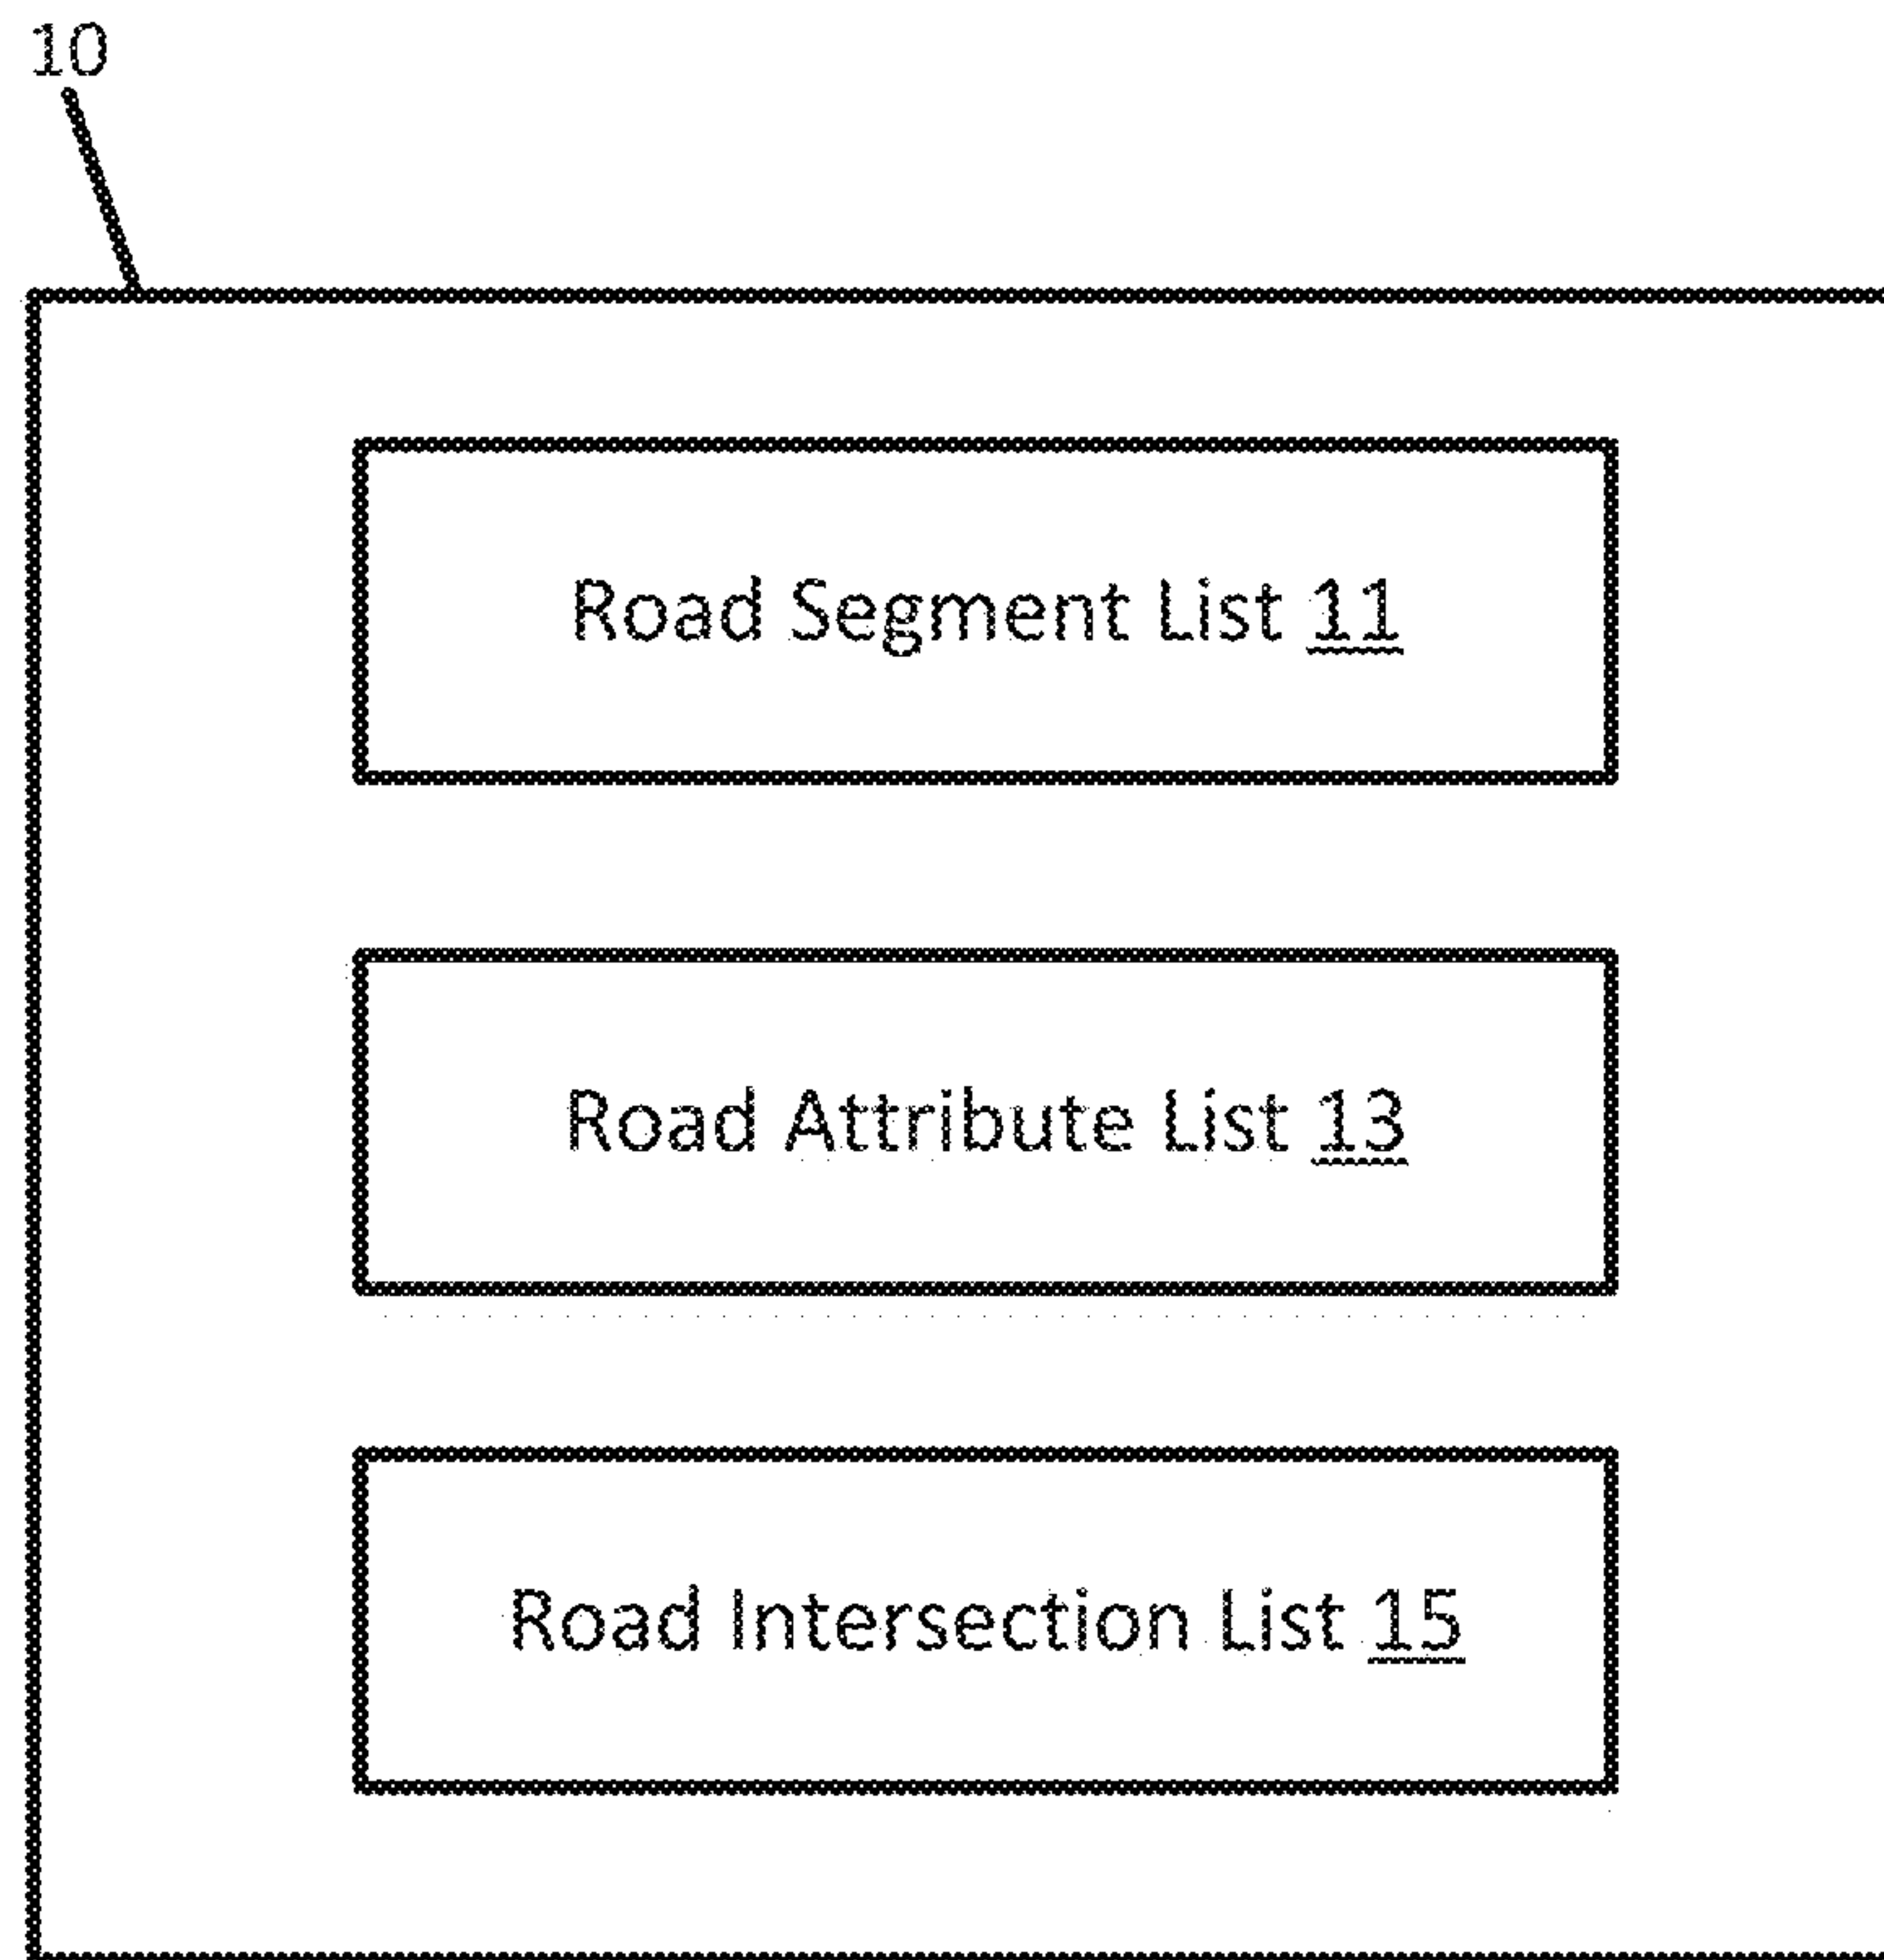 10
Road Segment List 11
Road Attribute List 13
Road Intersection List 15